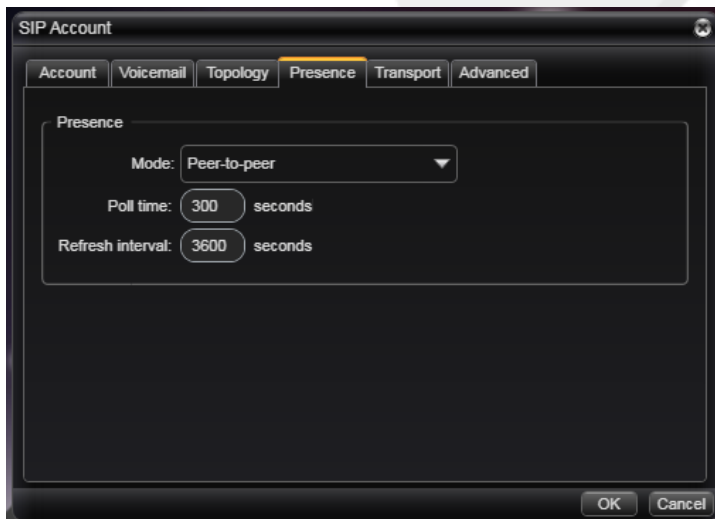 SIP Account
Account Voicemail Topology Presence Transport Advanced
Presence
Mode: Peer-to-peer
Poll time: 300 seconds
Refresh interval: 3600 seconds
OK Cancel